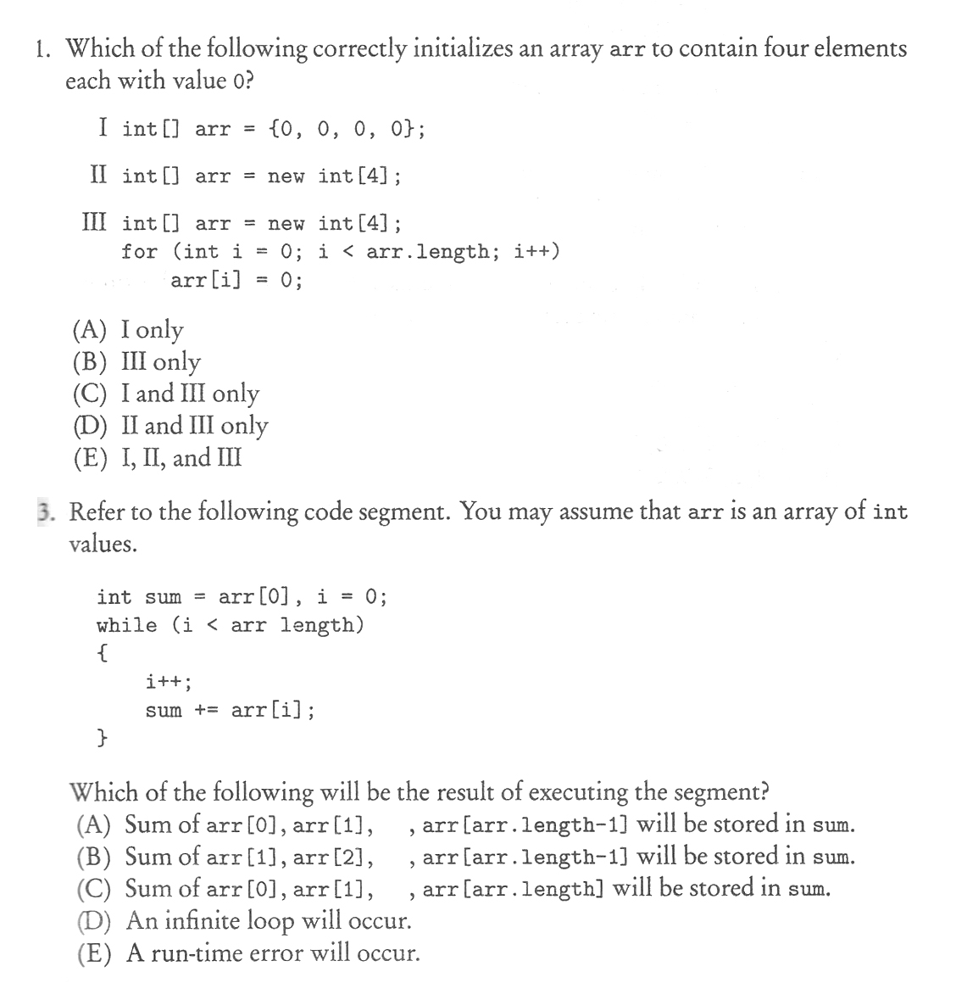 1. Which of the following correctly initializes an array arr to contain four elements
each with value 0?
I int[] arr = {0, 0, 0, 0};
II int[] arr = new int[4];
III int[] arr = new int[4];
for (int i = 0; i < arr.length; i++)
arr[i] = 0;
(A) I only
(B) III only
(C) I and III only
(D) II and III only
(E) I, II, and III
3. Refer to the following code segment. You may assume that arr is an array of int
values.
int sum = arr[0], i = 0;
while (i < arr length)
{
i++;
sum += arr[i];
}
Which of the following will be the result of executing the segment?
(A) Sum of arr[0], arr[1], , arr[arr.length-1] will be stored in sum.
(B) Sum of arr[1], arr[2], , arr[arr.length-1] will be stored in sum.
(C) Sum of arr[0], arr[1], , arr[arr.length] will be stored in sum.
(D) An infinite loop will occur.
(E) A run-time error will occur.